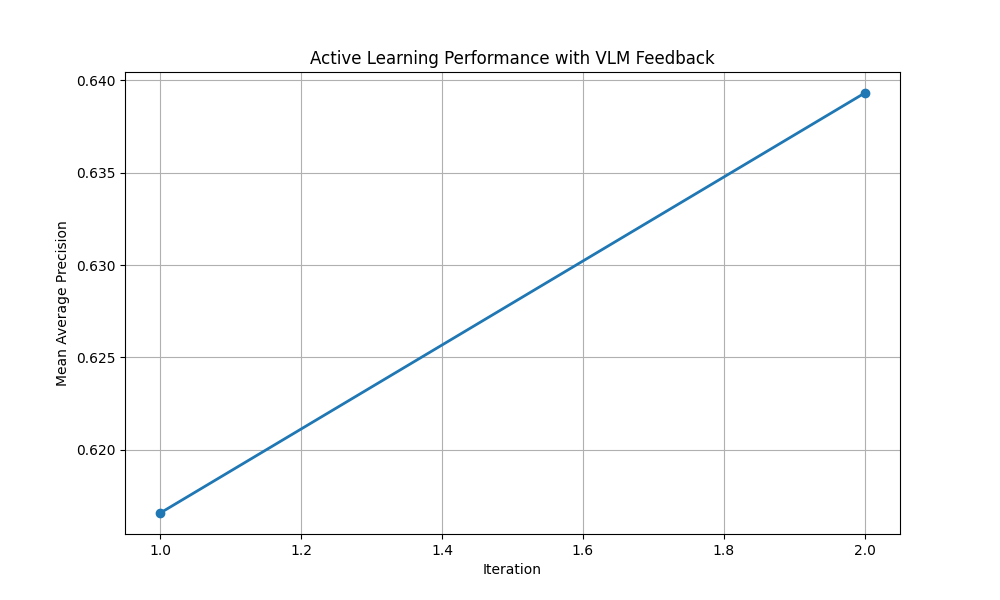 Active Learning Performance with VLM Feedback
0.640
0.635
0.630
0.625
0.620
Mean Average Precision
1.0 1.2 1.4 1.6 1.8 2.0
Iteration